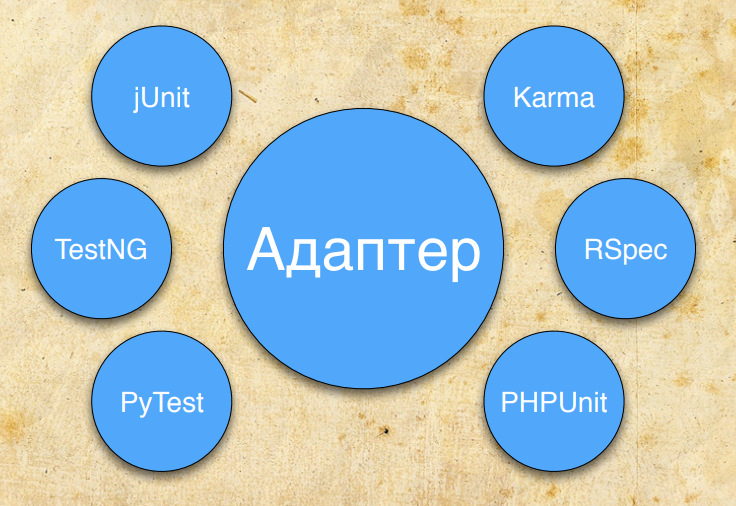 jUnit
Karma
TestNG
Адаптер
RSpec
PyTest
PHPUnit